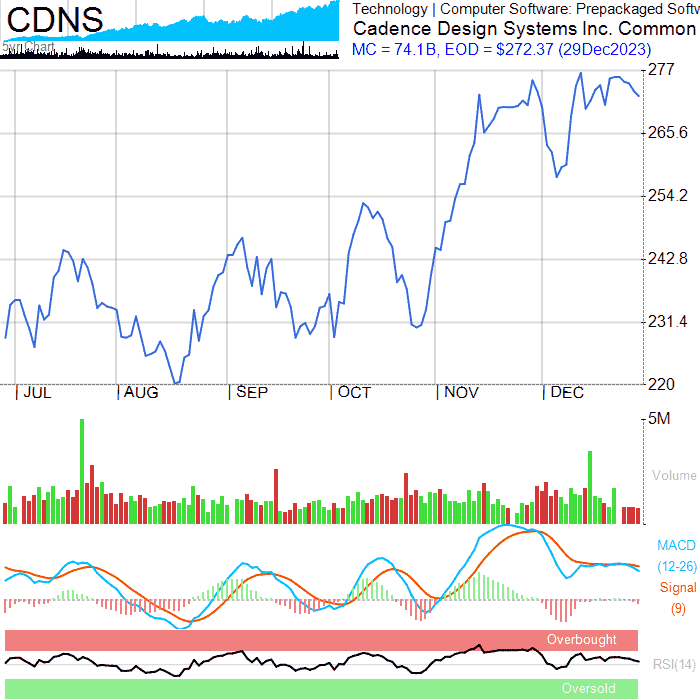 CDNS
5yr Chart
Technology | Computer Software: Prepackaged Softw
Cadence Design Systems Inc. Common
MC = 74.1B, EOD = $272.37 (29Dec2023)
277
265.6
254.2
242.8
231.4
220
JUL AUG SEP OCT NOV DEC
5M
Volume
MACD
(12-26)
Signal
(9)
Overbought
RSI(14)
Oversold